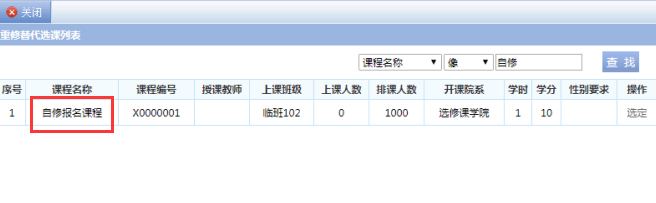 关闭
重修替代选课列表
课程名称 像 自修 查 找
序号 课程名称 课程编号 授课教师 上课班级 上课人数 排课人数 开课院系 学时 学分 性别要求 操作
1 自修报名课程 X0000001 临班102 0 1000 选修课学院 1 10 选定